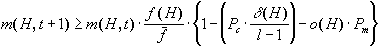 m(H,t+1) ≥ m(H,t) · f(H)/f̄ · {1 − (P_c · ∂(H)/(l−1)) − o(H) · P_m}